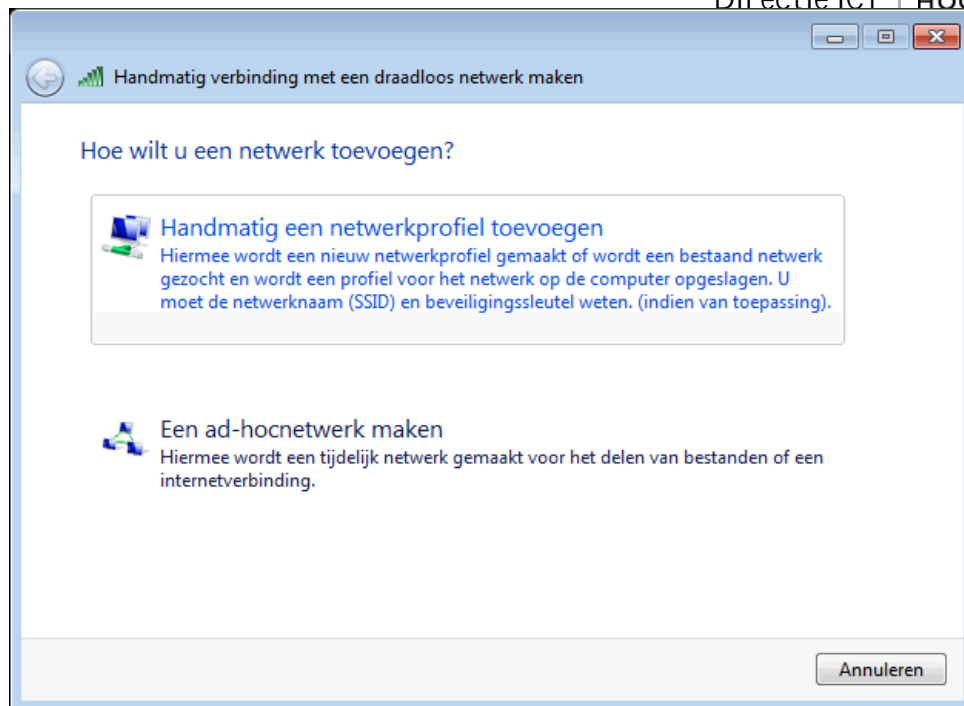 Directie ICT
Handmatig verbinding met een draadloos netwerk maken
Hoe wilt u een netwerk toevoegen?
Handmatig een netwerkprofiel toevoegen
Hiermee wordt een nieuw netwerkprofiel gemaakt of wordt een bestaand netwerk
gezocht en wordt een profiel voor het netwerk op de computer opgeslagen. U
moet de netwerknaam (SSID) en beveiligingssleutel weten. (indien van toepassing).
Een ad-hocnetwerk maken
Hiermee wordt een tijdelijk netwerk gemaakt voor het delen van bestanden of een
internetverbinding.
Annuleren